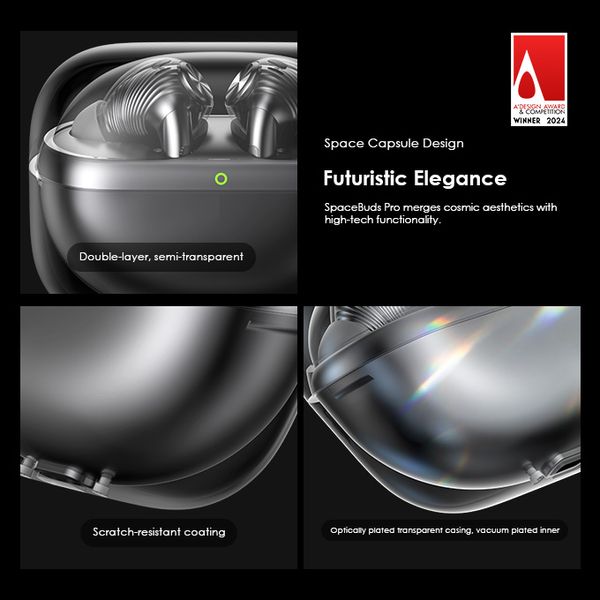 A'DESIGN AWARD
& COMPETITION
WINNER 2024
Space Capsule Design
Futuristic Elegance
SpaceBuds Pro merges cosmic aesthetics with
high-tech functionality.
Double-layer, semi-transparent
Scratch-resistant coating
Optically plated transparent casing, vacuum plated inner